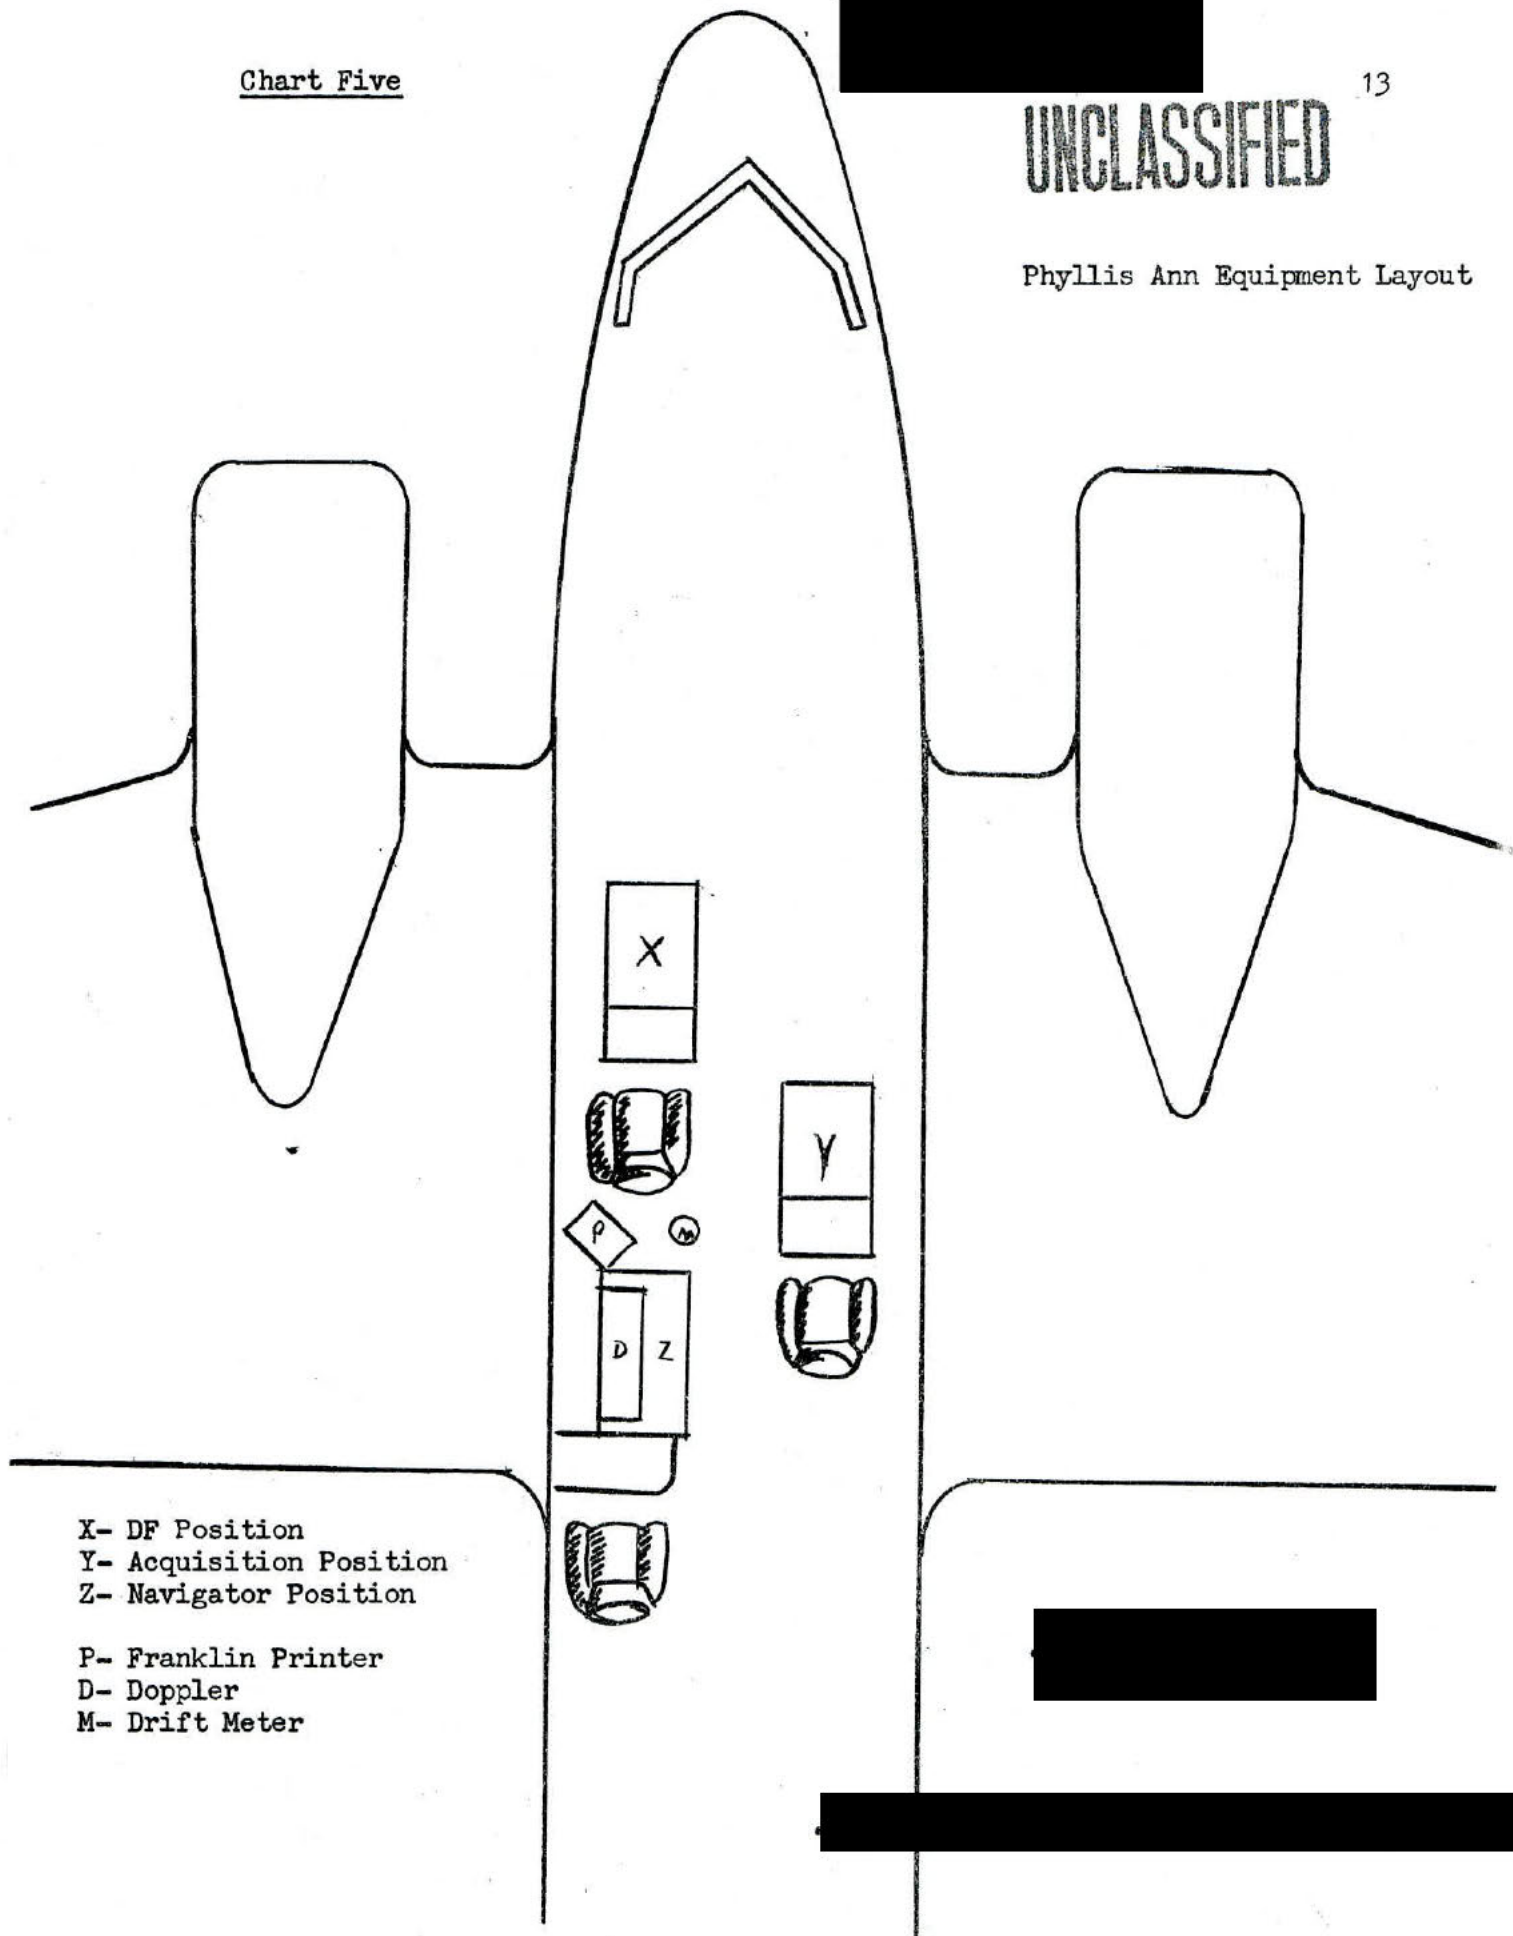 Chart Five
13
UNCLASSIFIED
Phyllis Ann Equipment Layout
X
Y
P
M
D
Z
X- DF Position
Y- Acquisition Position
Z- Navigator Position
P- Franklin Printer
D- Doppler
M- Drift Meter